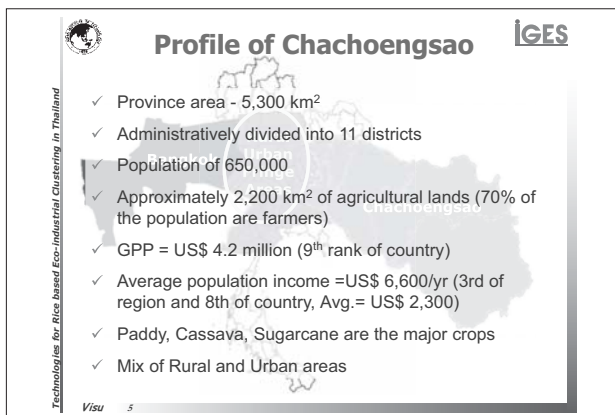 Profile of Chachoengsao
IGES
Technologies for Rice based Eco-industrial Clustering in Thailand
✓ Province area - 5,300 km²
✓ Administratively divided into 11 districts
✓ Population of 650,000
✓ Approximately 2,200 km² of agricultural lands (70% of
the population are farmers)
✓ GPP = US$ 4.2 million (9th rank of country)
✓ Average population income =US$ 6,600/yr (3rd of
region and 8th of country, Avg.= US$ 2,300)
✓ Paddy, Cassava, Sugarcane are the major crops
✓ Mix of Rural and Urban areas
Bangkok
Urban
Fringe
Areas
Chachoengsao
Visu 5